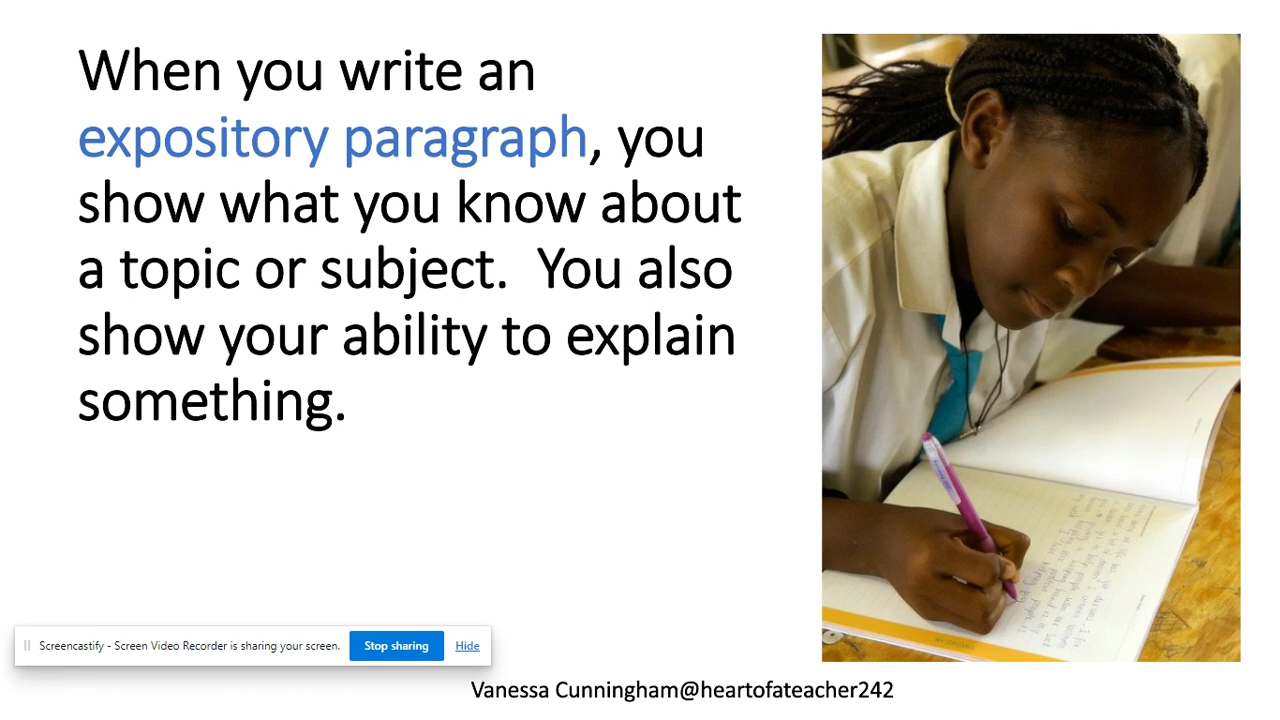 When you write an
expository paragraph, you
show what you know about
a topic or subject.  You also
show your ability to explain
something.
Screencastify - Screen Video Recorder is sharing your screen.
Stop sharing
Hide
Vanessa Cunningham@heartofateacher242